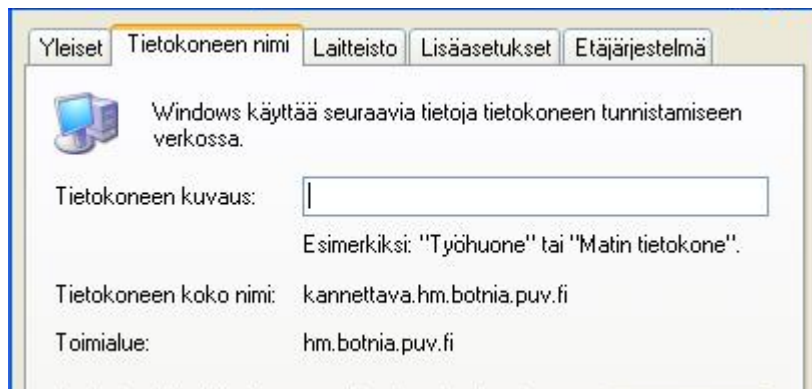 Yleiset Tietokoneen nimi Laitteisto Lisäasetukset Etäjärjestelmä
Windows käyttää seuraavia tietoja tietokoneen tunnistamiseen
verkossa.
Tietokoneen kuvaus:
Esimerkiksi: "Työhuone" tai "Matin tietokone".
Tietokoneen koko nimi: kannettava.hm.botnia.puv.fi
Toimialue: hm.botnia.puv.fi